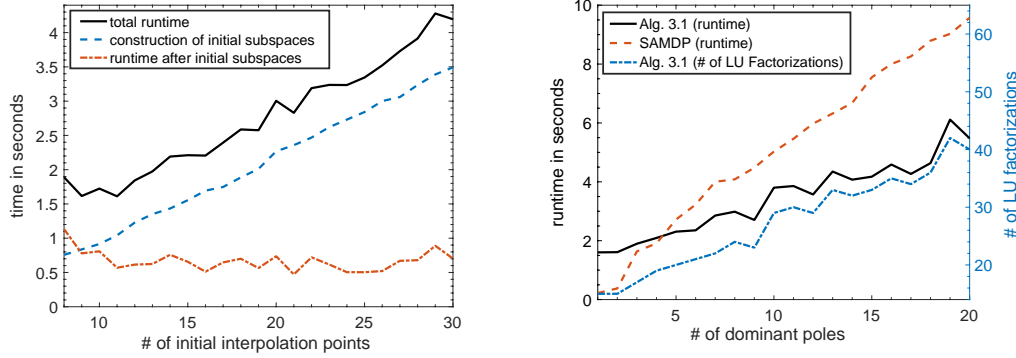 total runtime
construction of initial subspaces
runtime after initial subspaces
time in seconds
4
3.5
3
2.5
2
1.5
1
0.5
0
10
15
20
25
30
# of initial interpolation points
Alg. 3.1 (runtime)
SAMDP (runtime)
Alg. 3.1 (# of LU Factorizations)
runtime in seconds
10
8
6
4
2
0
5
10
15
20
# of dominant poles
60
50
40
30
20
# of LU factorizations